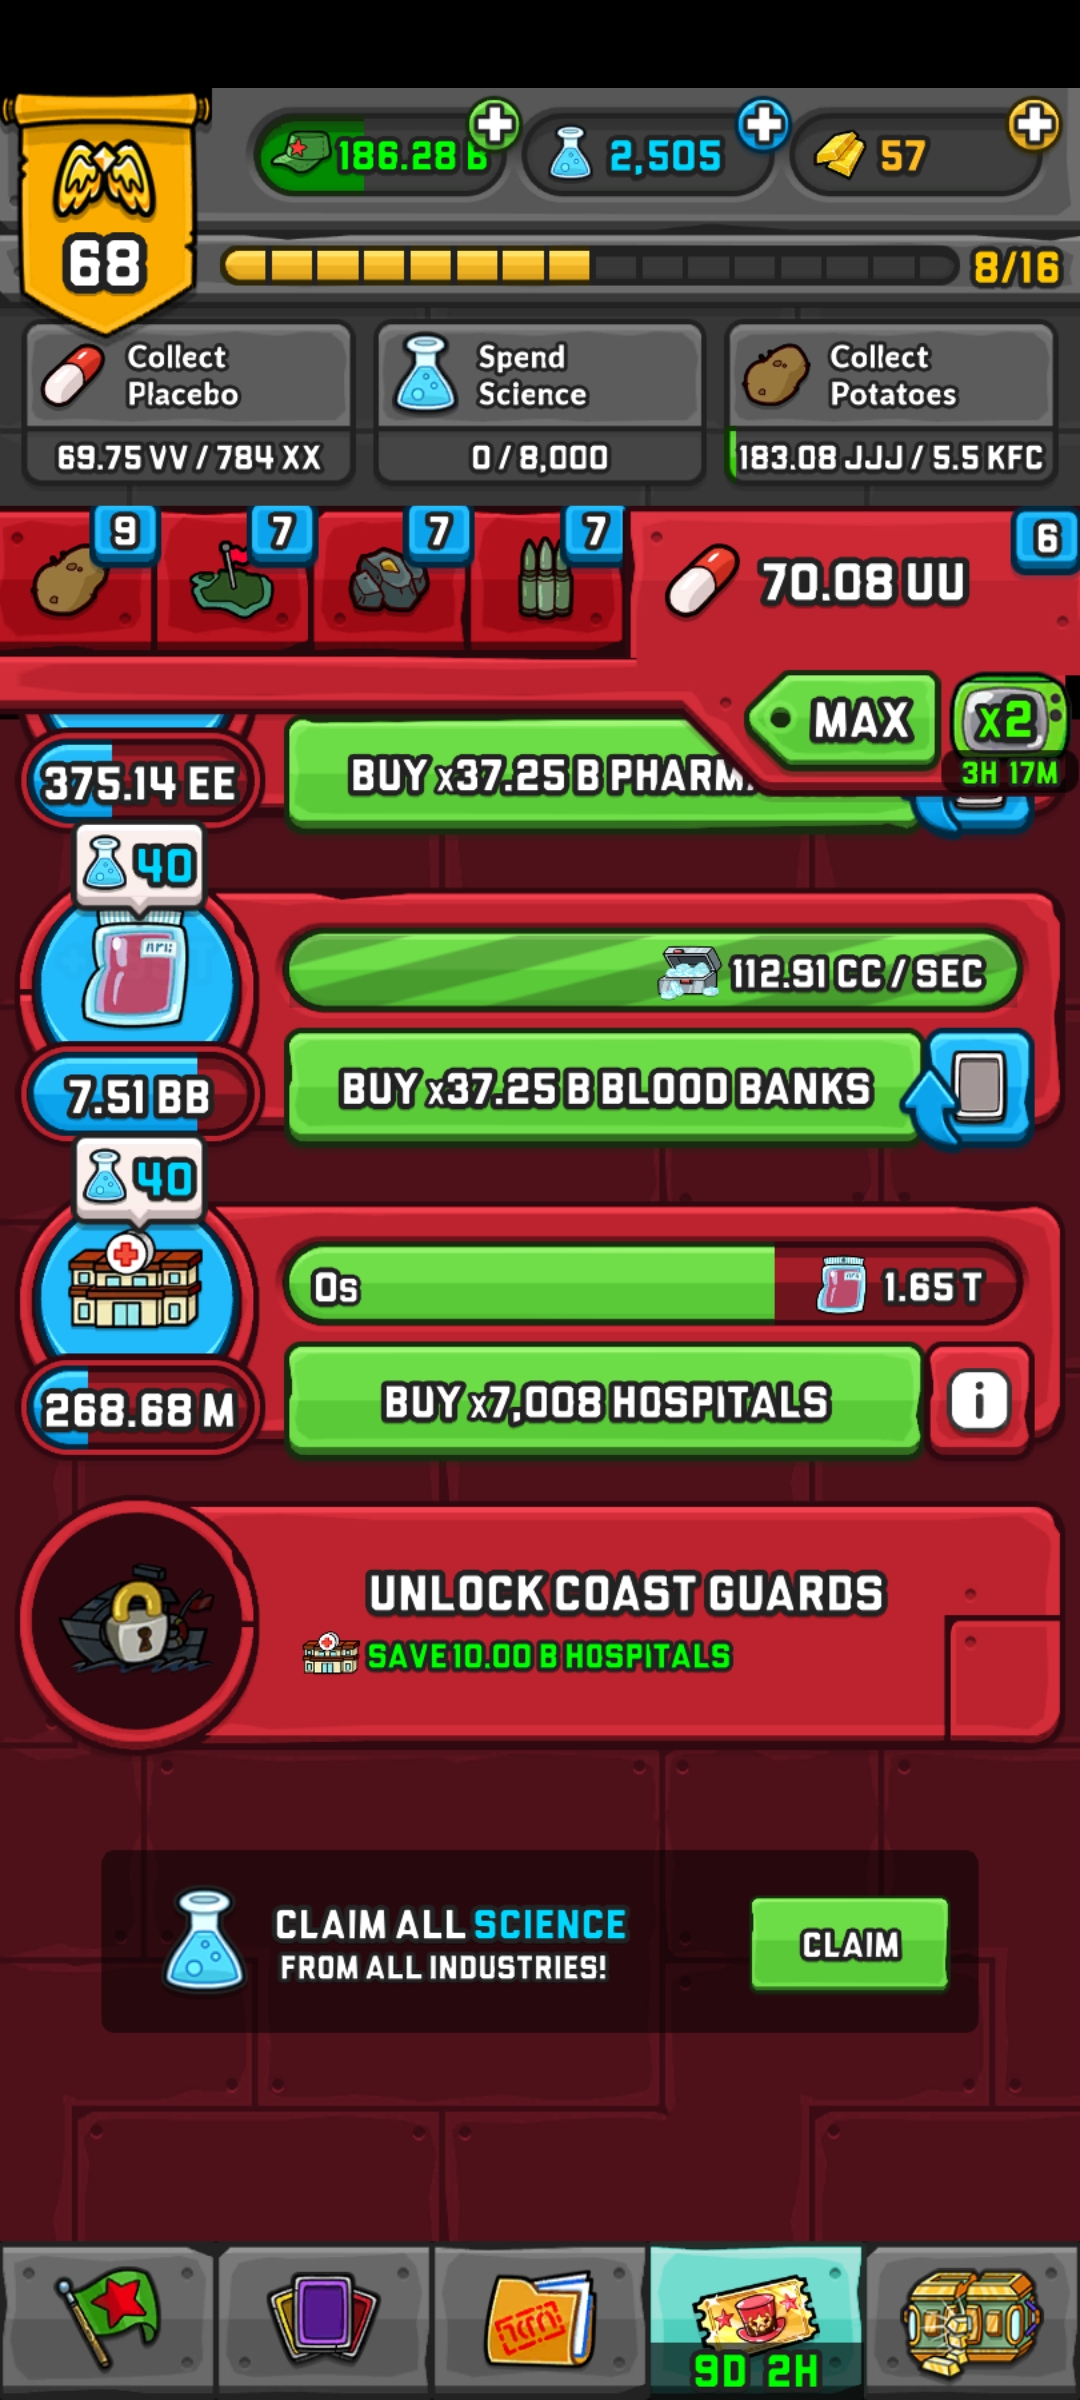 186.28 B
2,505
57
68
8/16
Collect
Placebo
69.75 VV / 784 XX
Spend
Science
0 / 8,000
Collect
Potatoes
183.08 JJJ / 5.5 KFC
9
7
7
7
6
70.08 UU
MAX
x2
3H 17M
375.14 EE
BUY x37.25 B PHARM
40
112.91 CC / SEC
7.51 BB
BUY x37.25 B BLOOD BANKS
40
0s
1.65 T
268.68 M
BUY x7,008 HOSPITALS
i
UNLOCK COAST GUARDS
SAVE 10.00 B HOSPITALS
CLAIM ALL SCIENCE
FROM ALL INDUSTRIES!
CLAIM
9D 2H